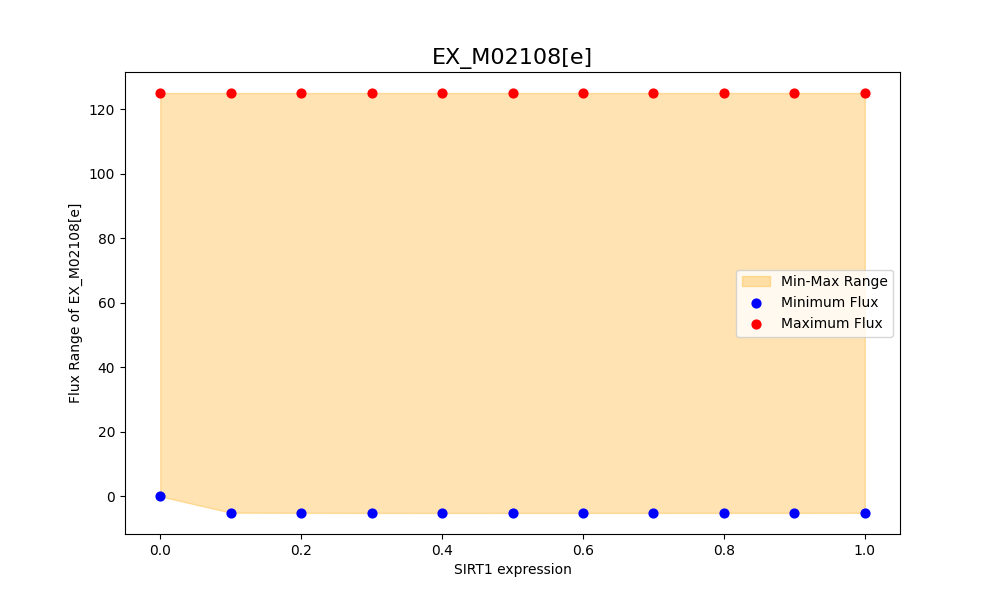 EX_M02108[e]
Flux Range of EX_M02108[e]
120
100
80
60
40
20
0
Min-Max Range
Minimum Flux
Maximum Flux
0.0 0.2 0.4 0.6 0.8 1.0
SIRT1 expression